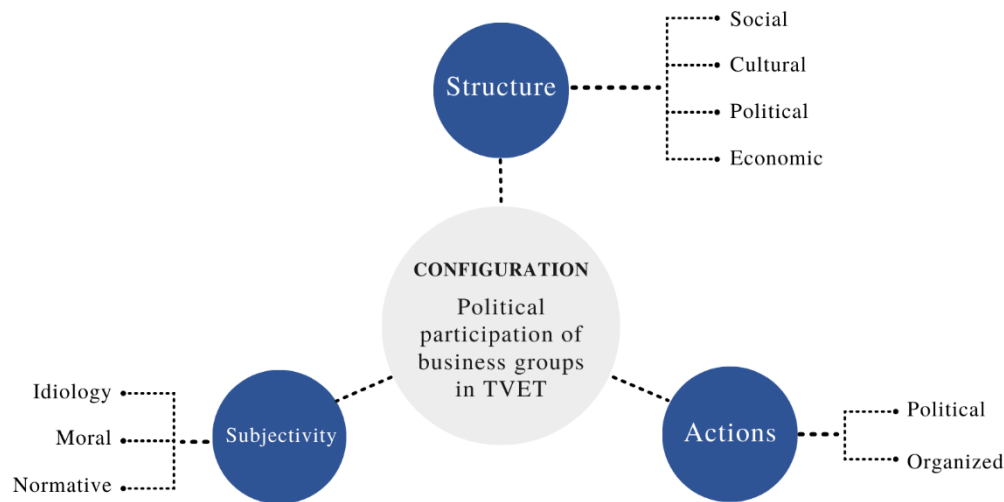 Structure
Social
Cultural
Political
Economic
CONFIGURATION
Political
participation of
business groups
in TVET
Subjectivity
Idiology
Moral
Normative
Actions
Political
Organized